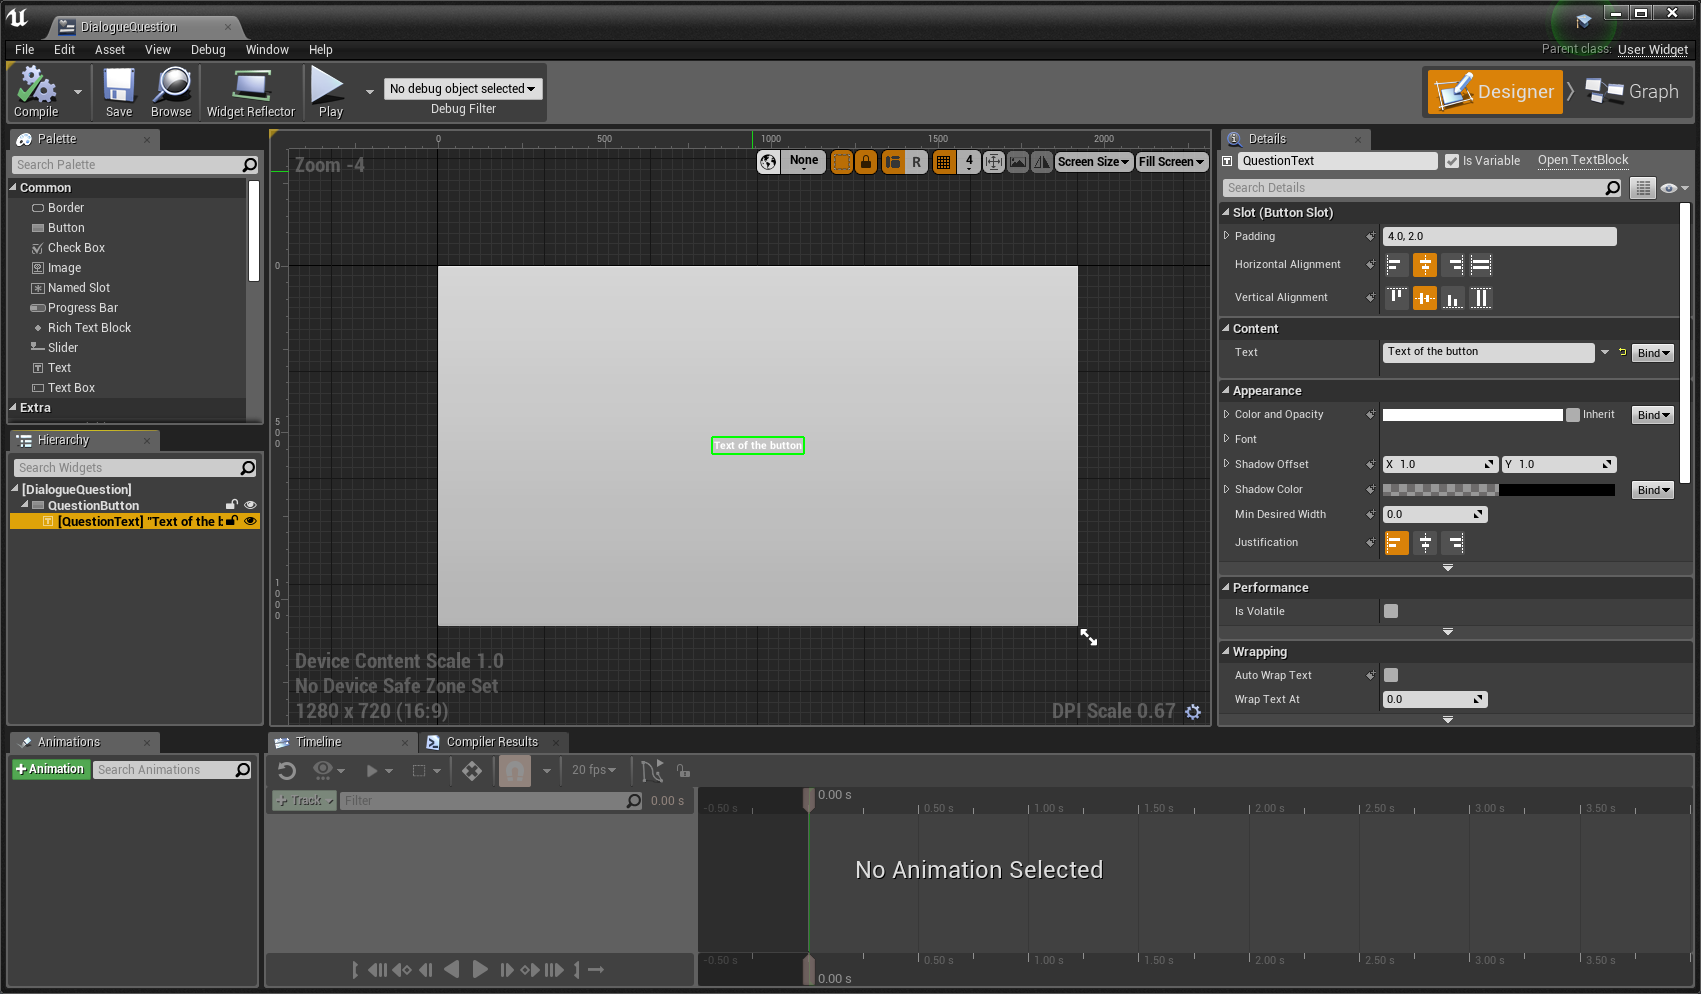 DialogueQuestion
File Edit Asset View Debug Window Help
Parent class: User Widget
Compile Save Browse Widget Reflector Play
No debug object selected
Debug Filter
Designer Graph
Palette
Search Palette
Common
Border
Button
Check Box
Image
Named Slot
Progress Bar
Rich Text Block
Slider
Text
Text Box
Extra
Hierarchy
Search Widgets
[DialogueQuestion]
QuestionButton
[QuestionText] "Text of the b
0 500 1000 1500 2000
Zoom -4
None R 4 Screen Size Fill Screen
0
500
1000
Text of the button
Device Content Scale 1.0
No Device Safe Zone Set
1280 x 720 (16:9)
DPI Scale 0.67
Details
QuestionText Is Variable Open TextBlock
Search Details
Slot (Button Slot)
Padding 4.0, 2.0
Horizontal Alignment
Vertical Alignment
Content
Text Text of the button Bind
Appearance
Color and Opacity Inherit Bind
Font
Shadow Offset X 1.0 Y 1.0
Shadow Color Bind
Min Desired Width 0.0
Justification
Performance
Is Volatile
Wrapping
Auto Wrap Text
Wrap Text At 0.0
Animations
+Animation Search Animations
Timeline Compiler Results
20 fps
+ Track Filter 0.00 s
0.00 s
-0.50 s 0.50 s 1.00 s 1.50 s 2.00 s 2.50 s 3.00 s 3.50 s
No Animation Selected
-0.50 s 0.50 s 1.00 s 1.50 s 2.00 s 2.50 s 3.00 s 3.50 s
0.00 s